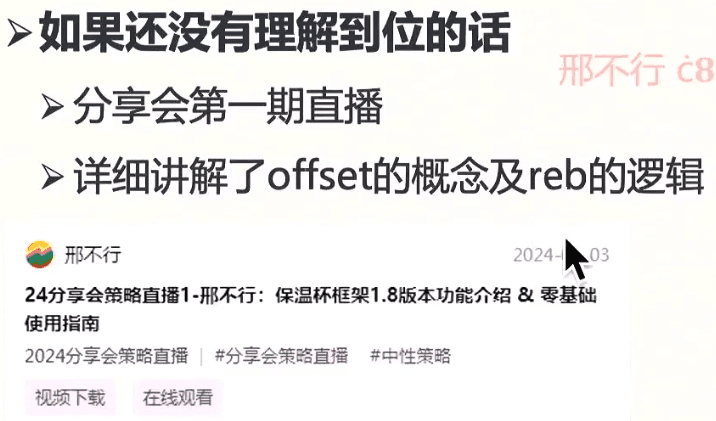 ➢如果还没有理解到位的话
邢不行 c8
➢分享会第一期直播
➢详细讲解了offset的概念及reb的逻辑
邢不行
2024- 03
24分享会策略直播1-邢不行：保温杯框架1.8版本功能介绍 & 零基础
使用指南
2024分享会策略直播 | #分享会策略直播 #中性策略
视频下载 在线观看